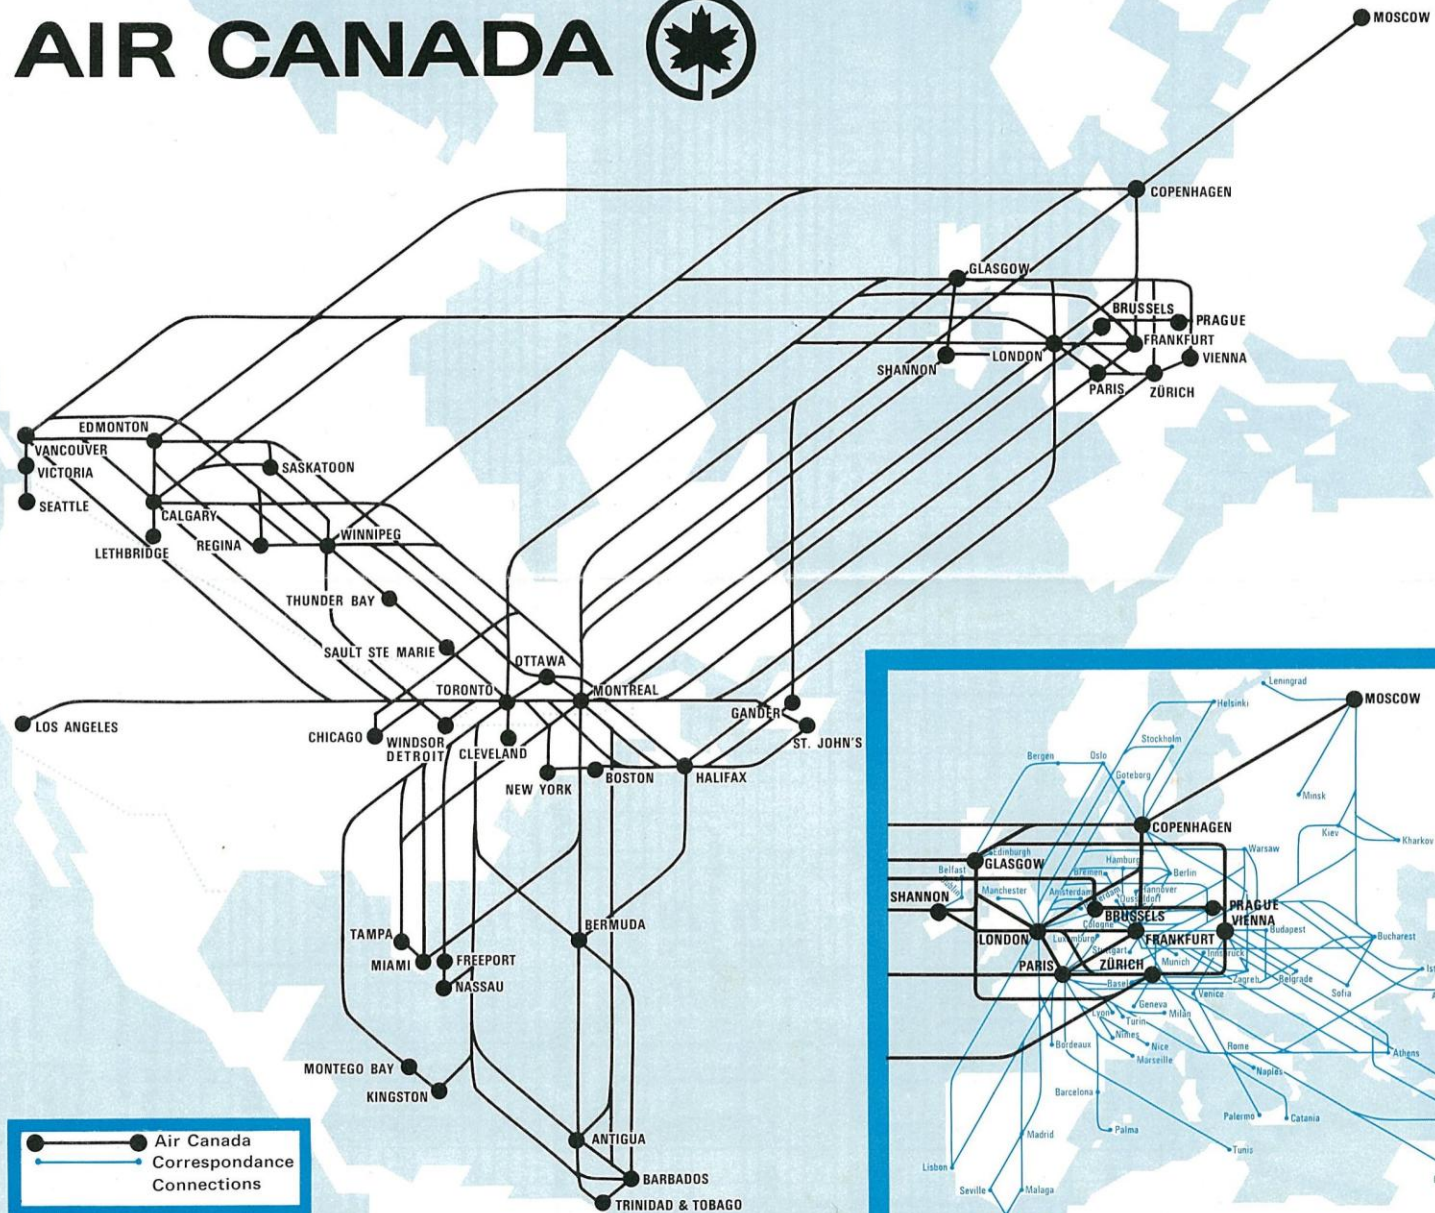 AIR CANADA
MOSCOW
COPENHAGEN
GLASGOW
BRUSSELS
PRAGUE
FRANKFURT
SHANNON
LONDON
VIENNA
PARIS
ZÜRICH
EDMONTON
VANCOUVER
VICTORIA
SASKATOON
SEATTLE
CALGARY
WINNIPEG
LETHBRIDGE
REGINA
THUNDER BAY
SAULT STE MARIE
OTTAWA
TORONTO
MONTREAL
GANDER
LOS ANGELES
CHICAGO
WINDSOR
DETROIT
CLEVELAND
ST. JOHN'S
NEW YORK
BOSTON
HALIFAX
BERMUDA
TAMPA
MIAMI
FREEPORT
NASSAU
MONTEGO BAY
KINGSTON
ANTIGUA
BARBADOS
TRINIDAD & TOBAGO
Air Canada
Correspondance
Connections
Leningrad
MOSCOW
Helsinki
Stockholm
Bergen
Oslo
Goteborg
Minsk
COPENHAGEN
Kiev
Kharkov
Edinburgh
GLASGOW
Warsaw
Belfast
Hamburg
Bremen
Berlin
Dublin
SHANNON
Manchester
Amsterdam
Hannover
Dusseldorf
BRUSSELS
PRAGUE
VIENNA
Cologne
LONDON
Luxemburg
FRANKFURT
Budapest
Bucharest
Stuttgart
Munich
Innsbruck
PARIS
ZÜRICH
Basel
Zagreb
Belgrade
Sofia
Venice
Geneva
Lyon
Turin
Milan
Nimes
Bordeaux
Nice
Marseille
Rome
Athens
Naples
Barcelona
Palermo
Catania
Palma
Madrid
Tunis
Lisbon
Seville
Malaga